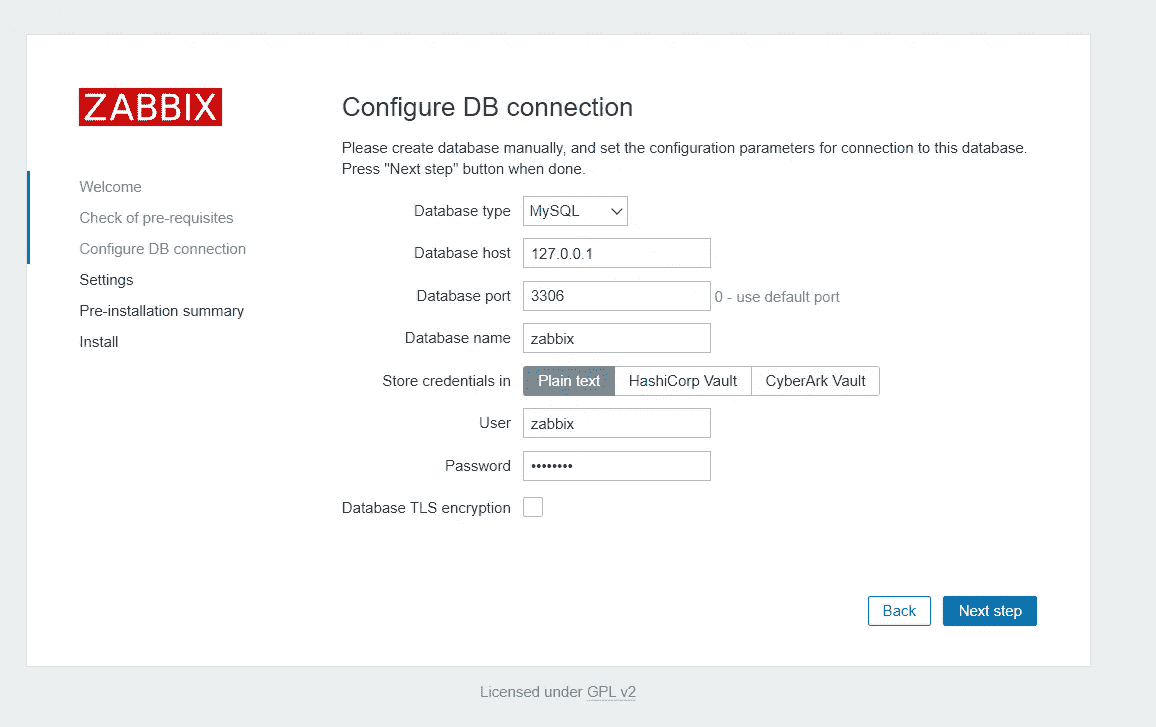 ZABBIX
Welcome
Check of pre-requisites
Configure DB connection
Settings
Pre-installation summary
Install
Configure DB connection
Please create database manually, and set the configuration parameters for connection to this database.
Press "Next step" button when done.
Database type MySQL
Database host 127.0.0.1
Database port 3306 0 - use default port
Database name zabbix
Store credentials in Plain text HashiCorp Vault CyberArk Vault
User zabbix
Password ••••••••
Database TLS encryption
Back Next step
Licensed under GPL v2